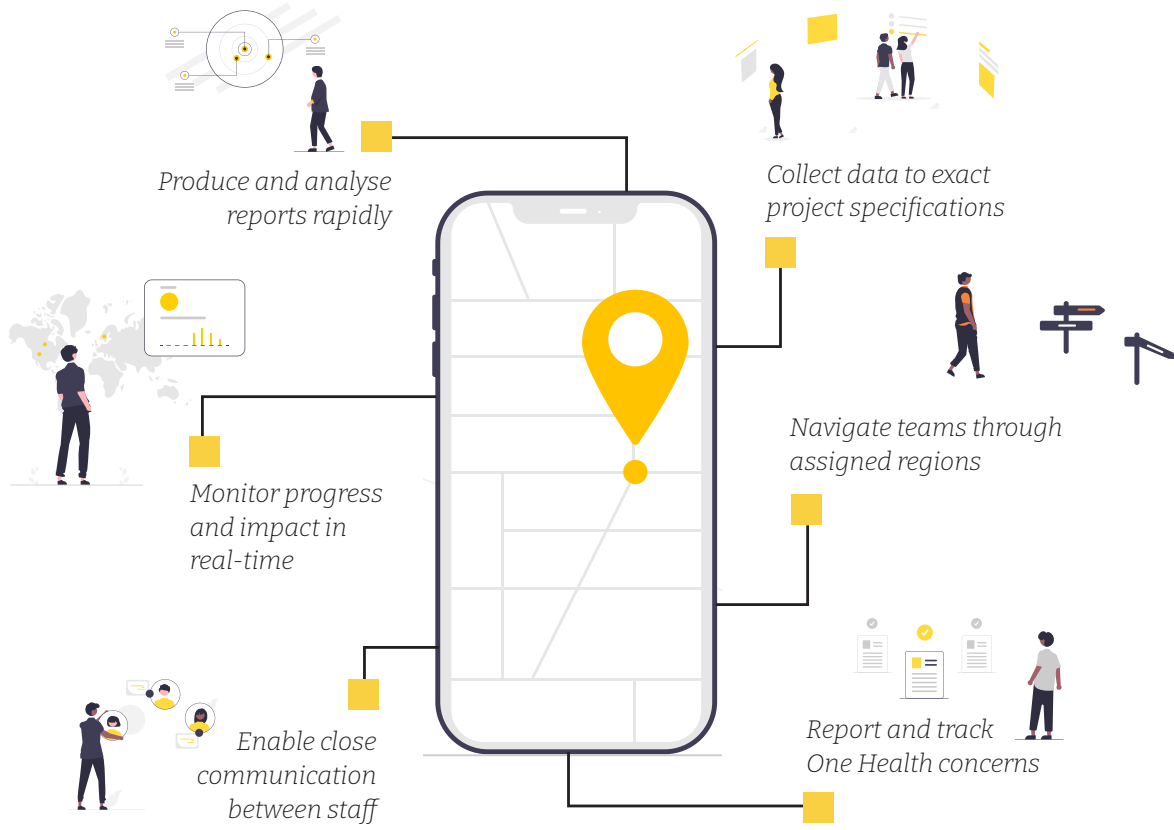 Produce and analyse
reports rapidly
Collect data to exact
project specifications
Monitor progress
and impact in
real-time
Navigate teams through
assigned regions
Enable close
communication
between staff
Report and track
One Health concerns